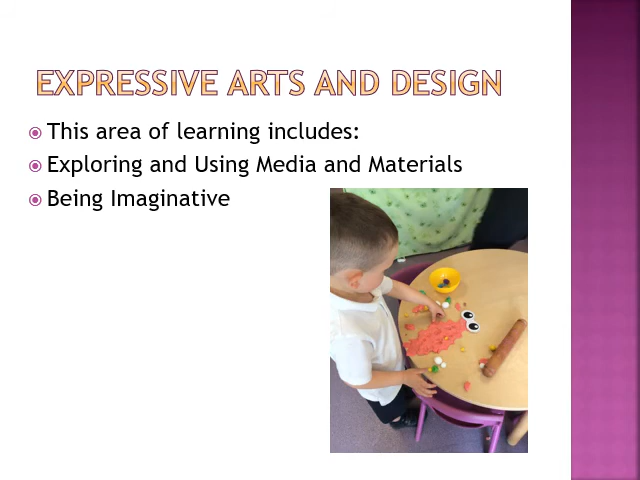 EXPRESSIVE ARTS AND DESIGN
This area of learning includes:
Exploring and Using Media and Materials
Being Imaginative